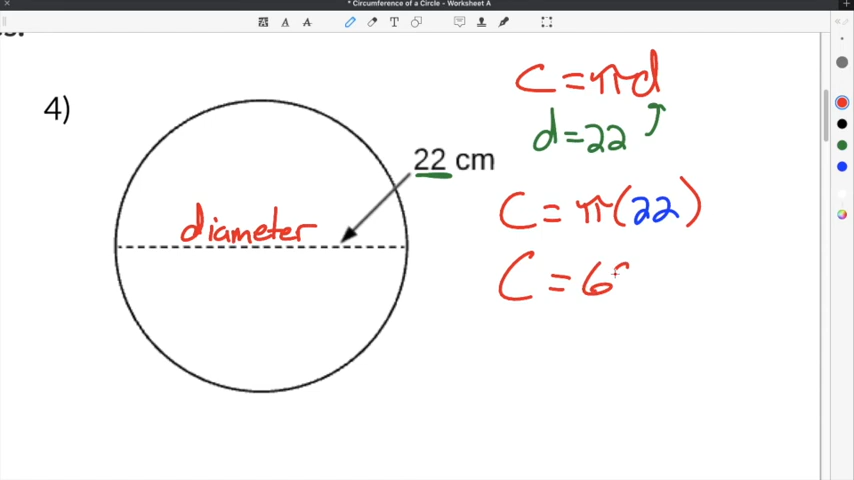 * Circumference of a Circle - Worksheet A
4)
C = πd
d = 22
22 cm
diameter
C = π(22)
C = 6